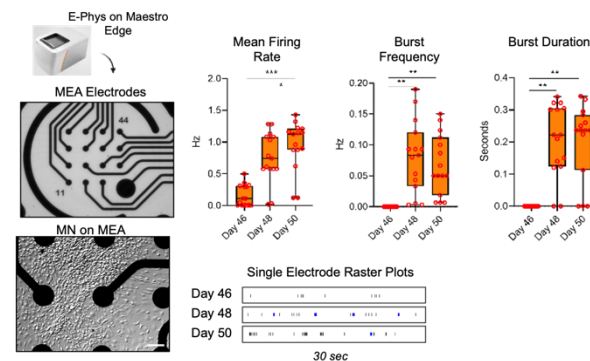 E-Phys on Maestro
Edge
MEA Electrodes
44
11
MN on MEA
Mean Firing
Rate
***
*
2.0
1.5
1.0
0.5
0.0
Hz
Day 46
Day 48
Day 50
Burst
Frequency
**
**
0.20
0.15
0.10
0.05
0.00
Hz
Day 46
Day 48
Day 50
Burst Duration
**
**
0.4
0.3
0.2
0.1
0.0
Seconds
Day 46
Day 48
Day 50
Single Electrode Raster Plots
Day 46
Day 48
Day 50
30 sec